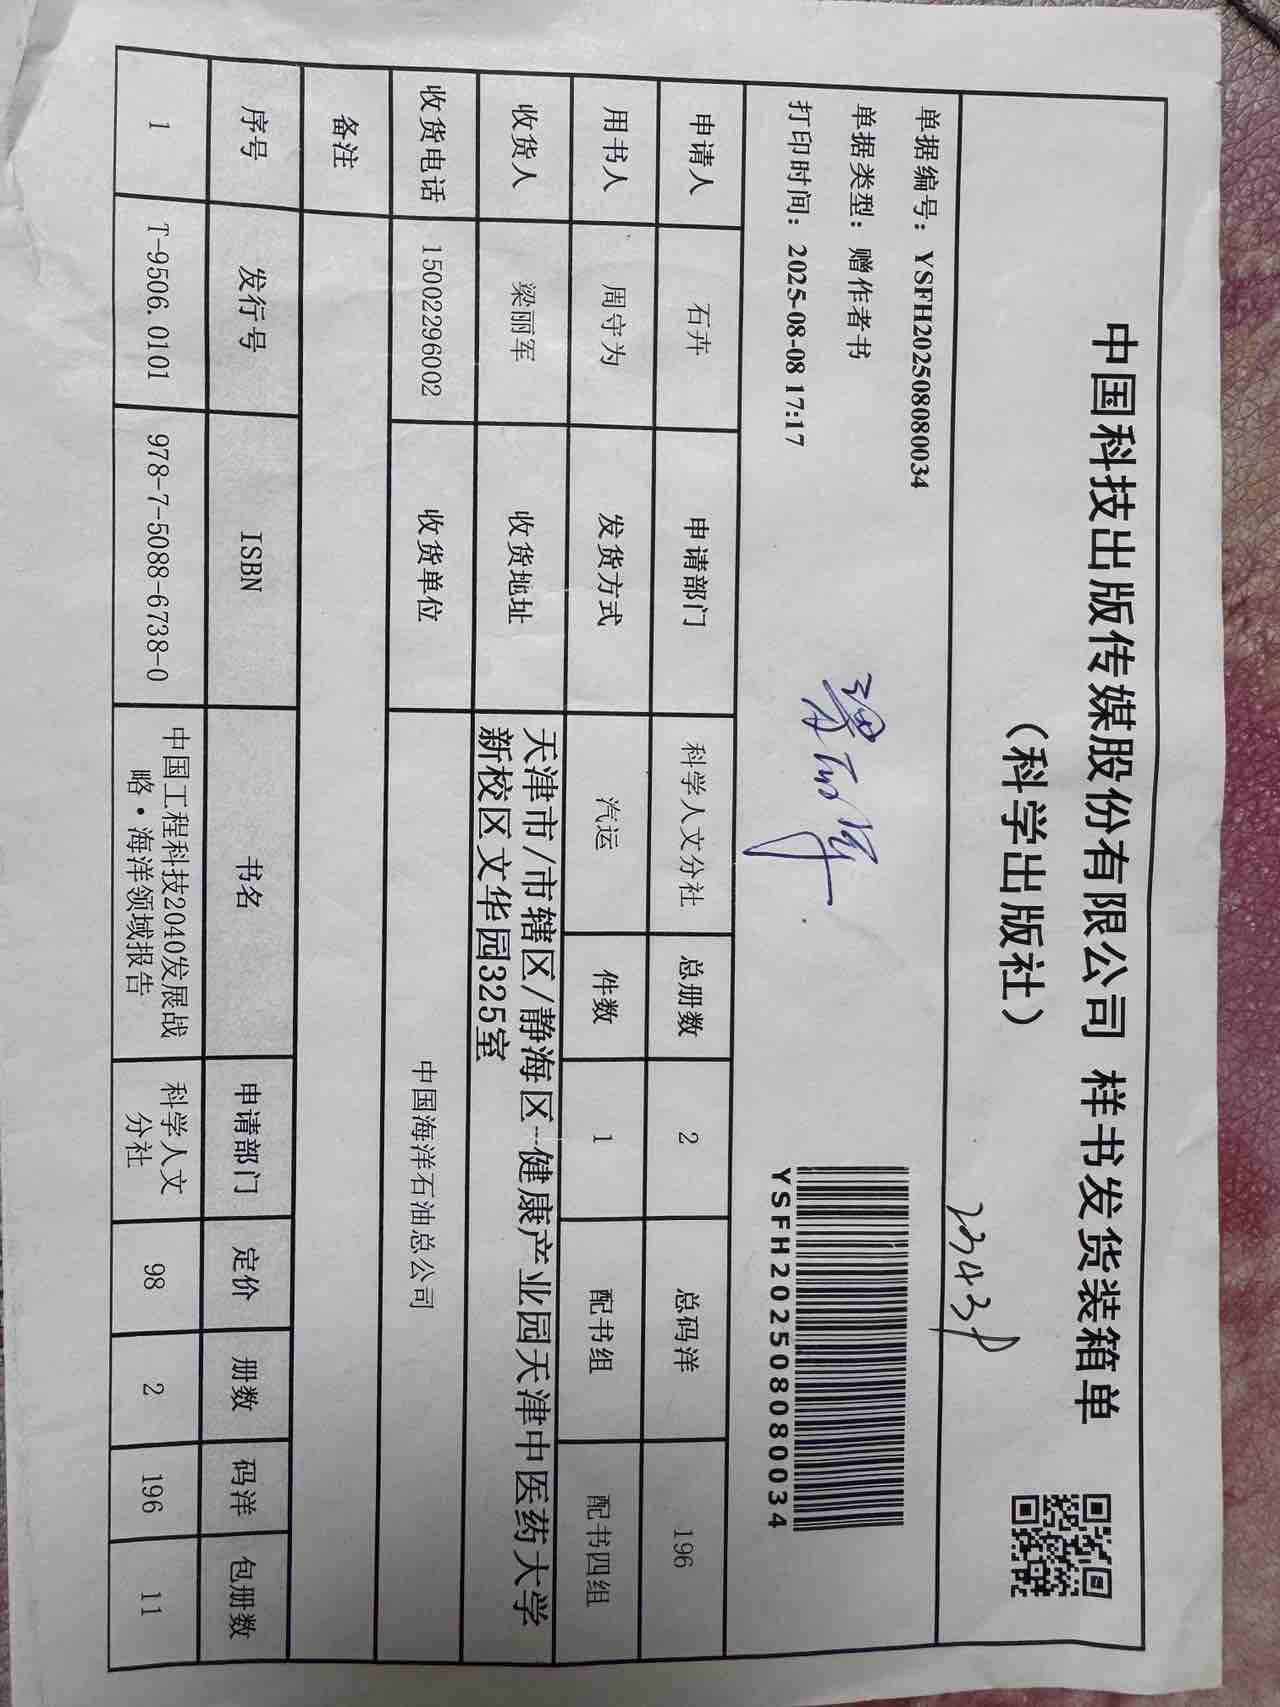 中国科技出版传媒股份有限公司 样书发货装箱单
（科学出版社）
23438
单据编号：YSFH202508080034
单据类型：赠作者书
打印时间：2025-08-08 17:17
梁丽军
YSFH202508080034
申请人 石卉 申请部门 科学人文分社 总册数 2 总码洋 196
用书人 周守为 发货方式 汽运 件数 1 配书组 配书四组
收货人 梁丽军 收货地址 天津市/市辖区/静海区--健康产业园天津中医药大学
新校区文华园325室
收货电话 15002296002 收货单位 中国海洋石油总公司
备注
序号 发行号 ISBN 书名 申请部门 定价 册数 码洋 包册数
1 T-9506.0101 978-7-5088-6738-0 中国工程科技2040发展战 科学人文 98 2 196 11
略·海洋领域报告 分社